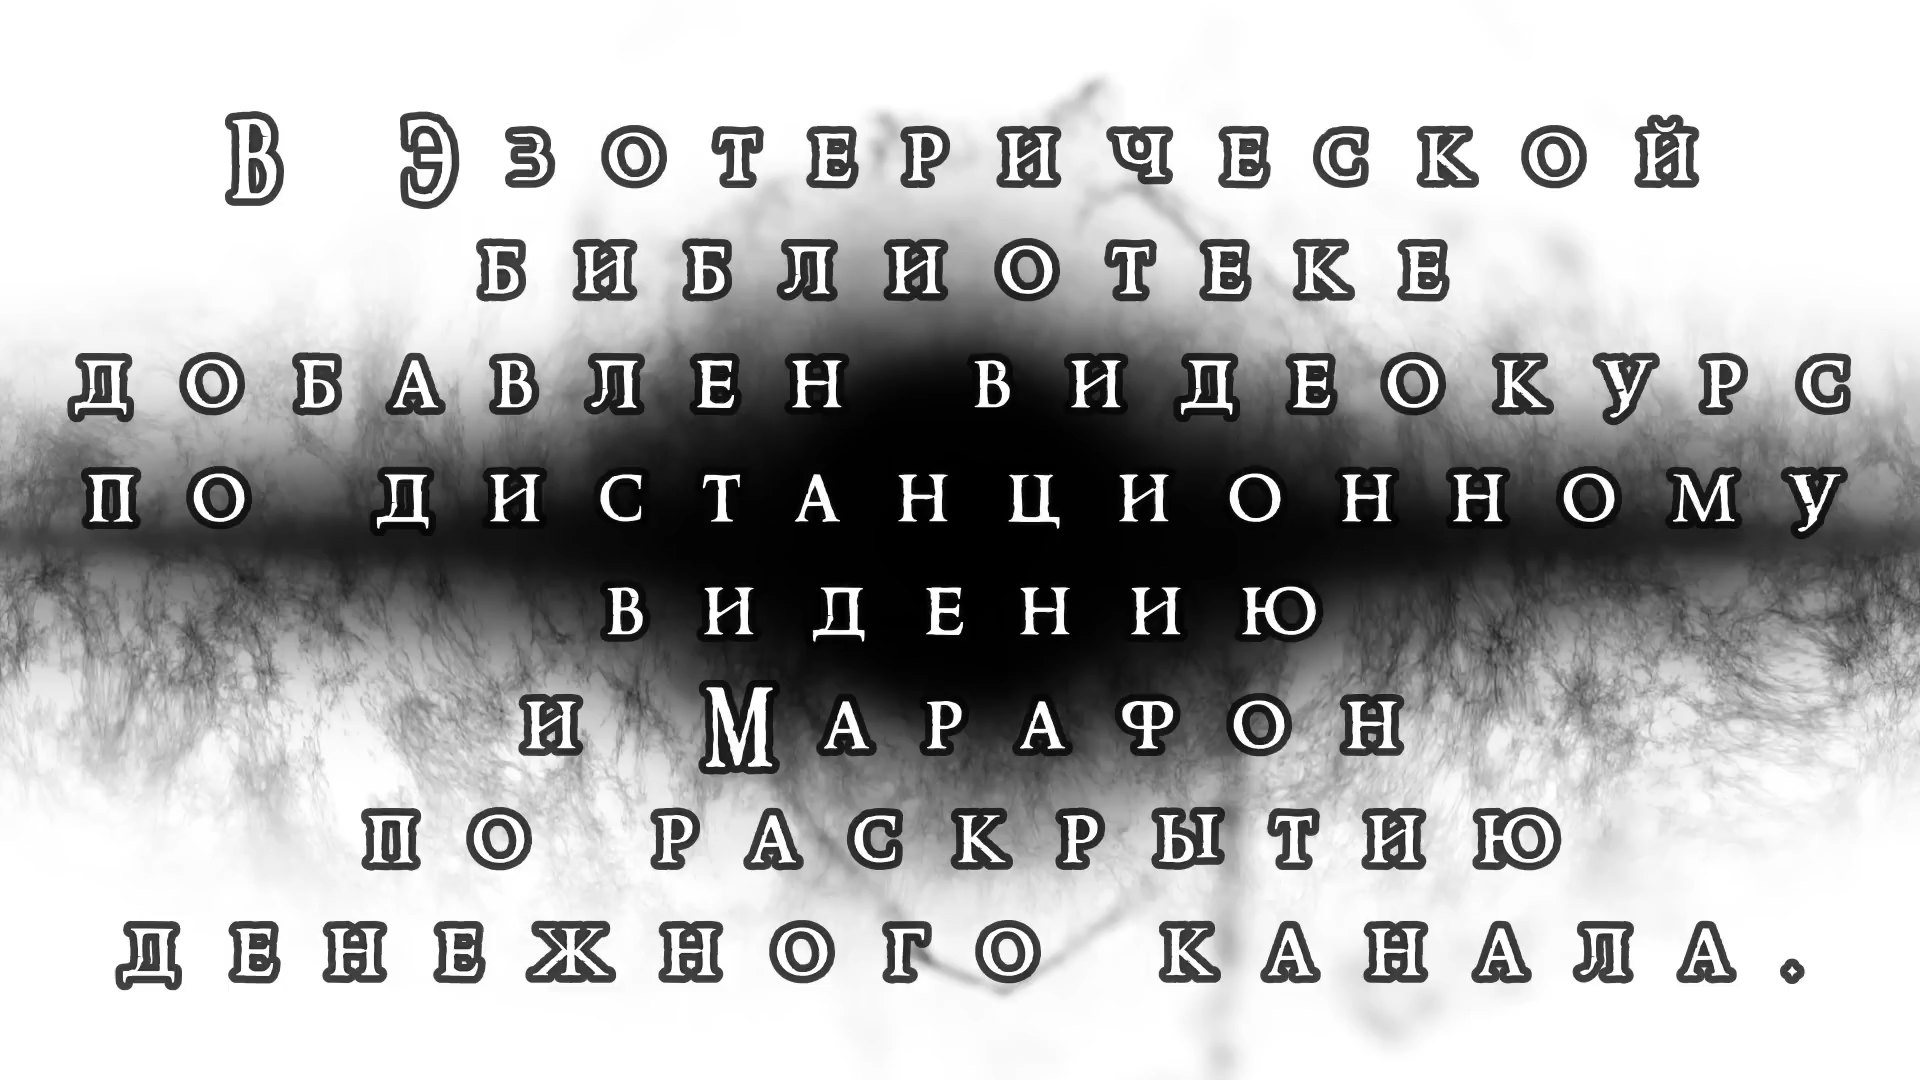 В Эзотерической
библиотеке
добавлен видеокурс
по дистанционному
видению
и Марафон
по раскрытию
денежного канала.